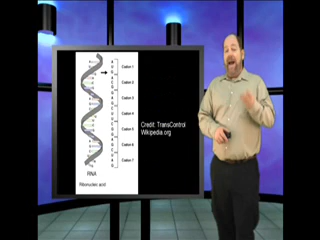 Codon 1
Codon 2
Codon 3
Codon 4
Codon 5
Codon 6
Codon 7
RNA
Ribonucleic acid
Credit: TransControl
Wikipedia.org